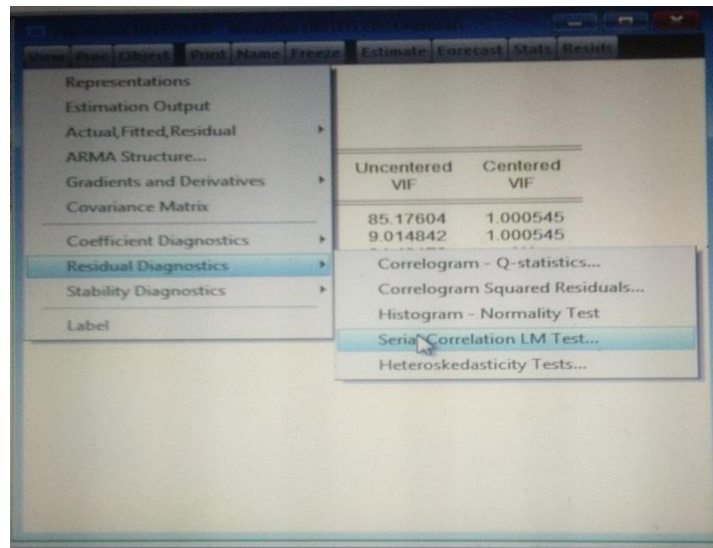 View Proc Object Print Name Freeze Estimate Forecast Stats Resids
Representations
Estimation Output
Actual,Fitted,Residual
ARMA Structure...
Gradients and Derivatives
Covariance Matrix
Coefficient Diagnostics
Residual Diagnostics
Stability Diagnostics
Label
Uncentered Centered
VIF VIF
85.17604 1.000545
9.014842 1.000545
Correlogram - Q-statistics...
Correlogram Squared Residuals...
Histogram - Normality Test
Serial Correlation LM Test...
Heteroskedasticity Tests...